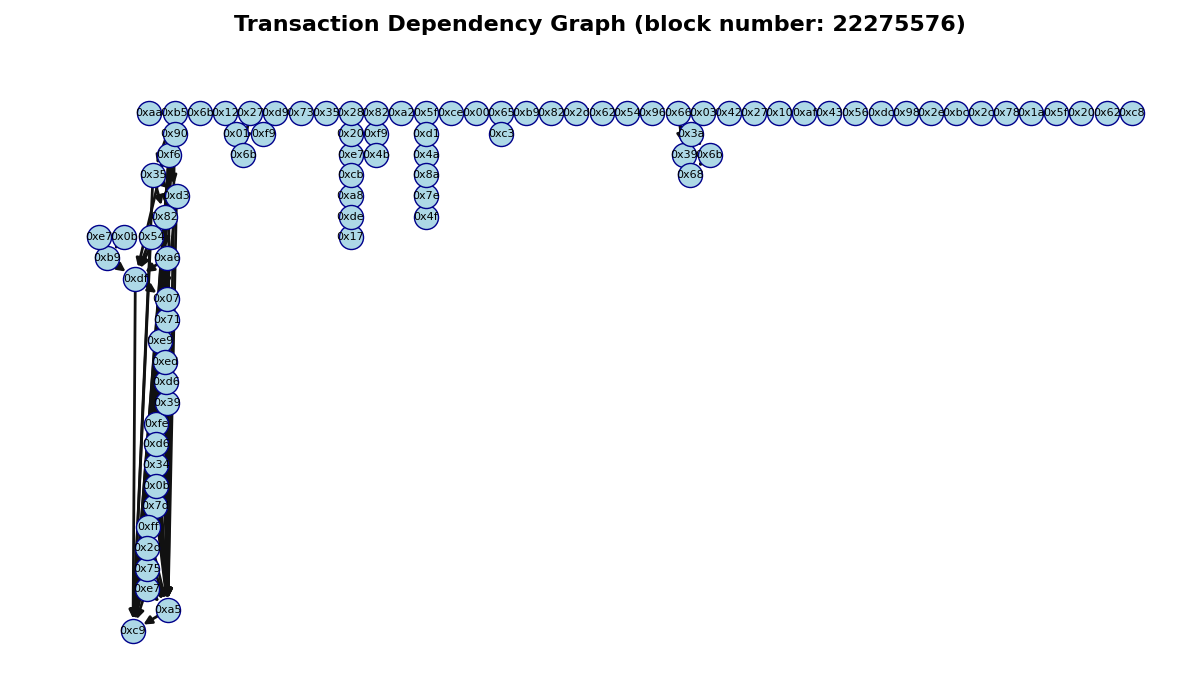 Transaction Dependency Graph (block number: 22275576)
0xaa 0xb5 0x6b 0x12 0x27 0xd9 0x73 0x35 0x28 0x82 0xa2 0x5f 0xce 0x00 0x65 0xb9 0x82 0x2d 0x62 0x54 0x96 0x66 0x03 0x42 0x27 0x10 0xaf 0x43 0x56 0xdc 0x98 0x2e 0xbc 0x2c 0x78 0x1a 0x5f 0x20 0x62 0xc8
0x90 0x01 0xf9 0x20 0xf9 0xd1 0xc3 0x3a
0xf6 0x6b 0xe7 0x4b 0x4a 0x39 0x6b
0x35 0xcb 0x8a 0x68
0xd3 0xa8 0x7e
0x82 0xde 0x4f
0xe7 0x0b 0x54 0x17
0xb9 0xa6
0xdf
0x07
0x71
0xe9
0xed
0xd6
0x39
0xfe
0xd6
0x34
0x0b
0x7d
0xff
0x2d
0x75
0xe7
0xa5
0xc9